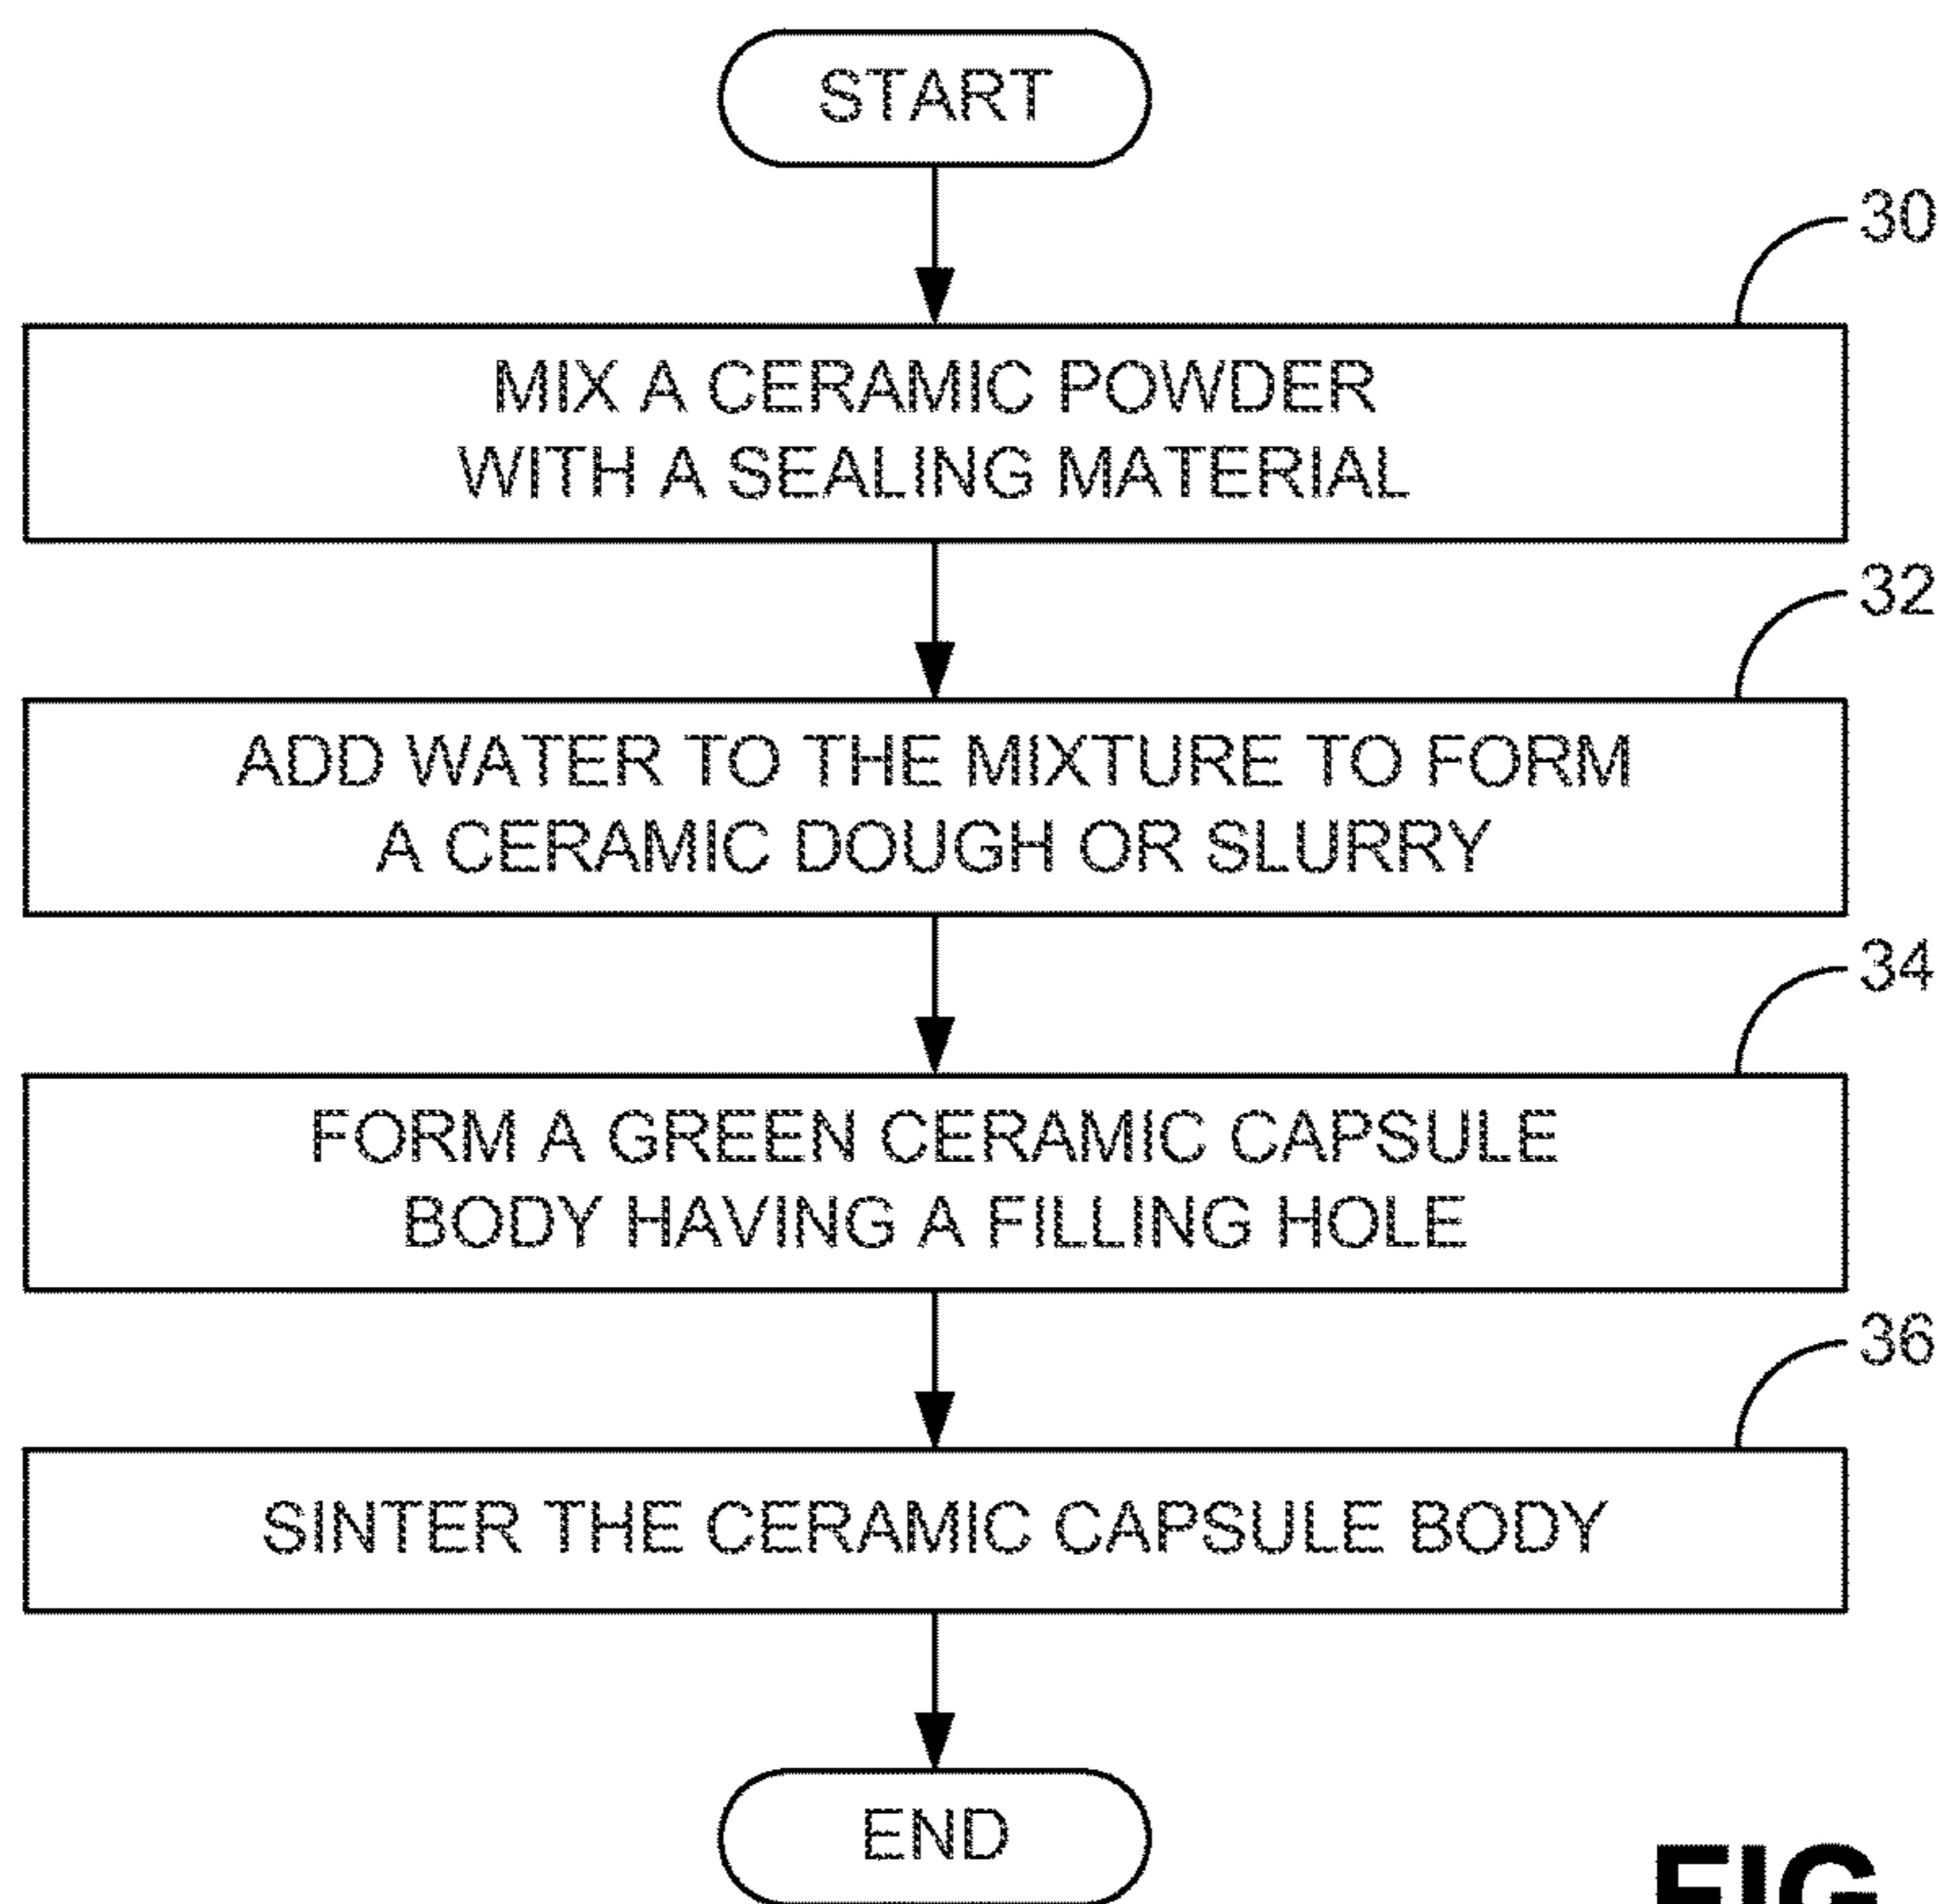 START
30
MIX A CERAMIC POWDER
WITH A SEALING MATERIAL
32
ADD WATER TO THE MIXTURE TO FORM
A CERAMIC DOUGH OR SLURRY
34
FORM A GREEN CERAMIC CAPSULE
BODY HAVING A FILLING HOLE
36
SINTER THE CERAMIC CAPSULE BODY
END
FIG